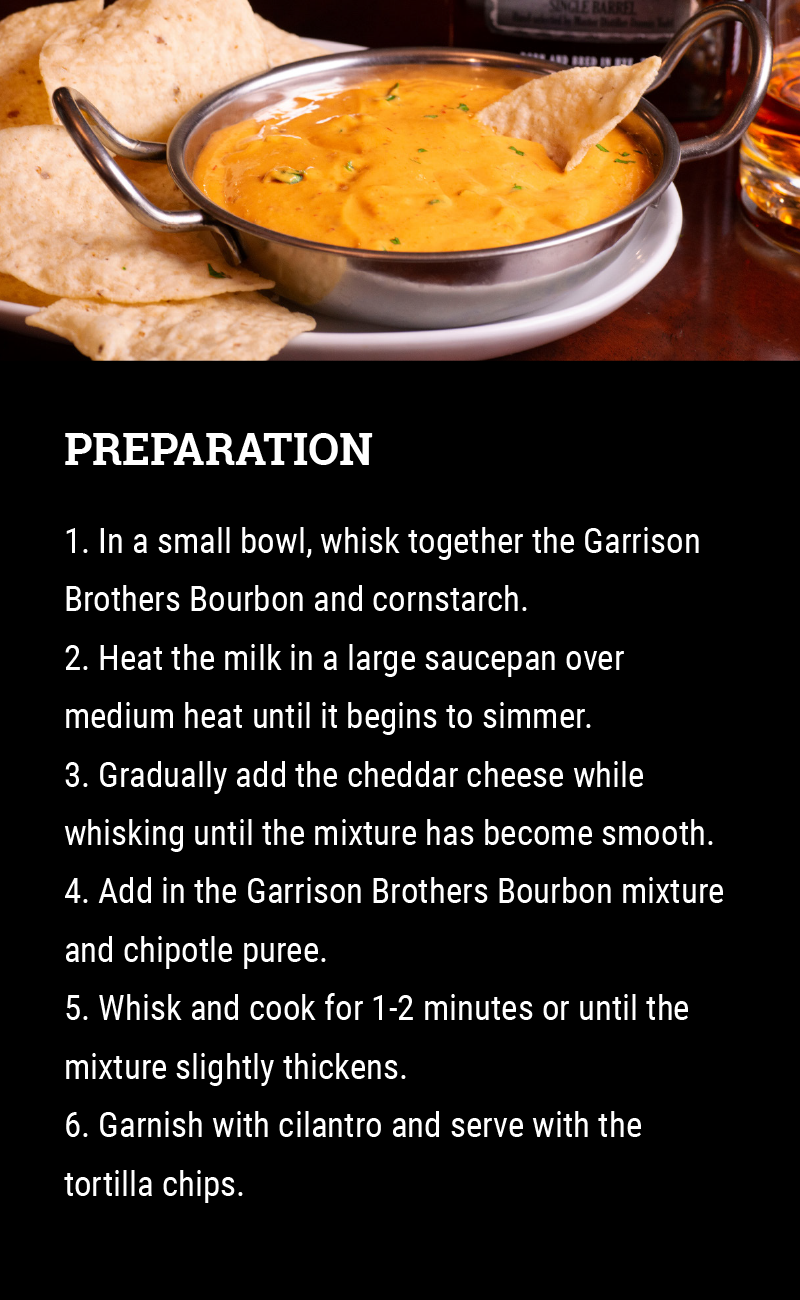 SINGLE BARREL
PREPARATION
1. In a small bowl, whisk together the Garrison
Brothers Bourbon and cornstarch.
2. Heat the milk in a large saucepan over
medium heat until it begins to simmer.
3. Gradually add the cheddar cheese while
whisking until the mixture has become smooth.
4. Add in the Garrison Brothers Bourbon mixture
and chipotle puree.
5. Whisk and cook for 1-2 minutes or until the
mixture slightly thickens.
6. Garnish with cilantro and serve with the
tortilla chips.